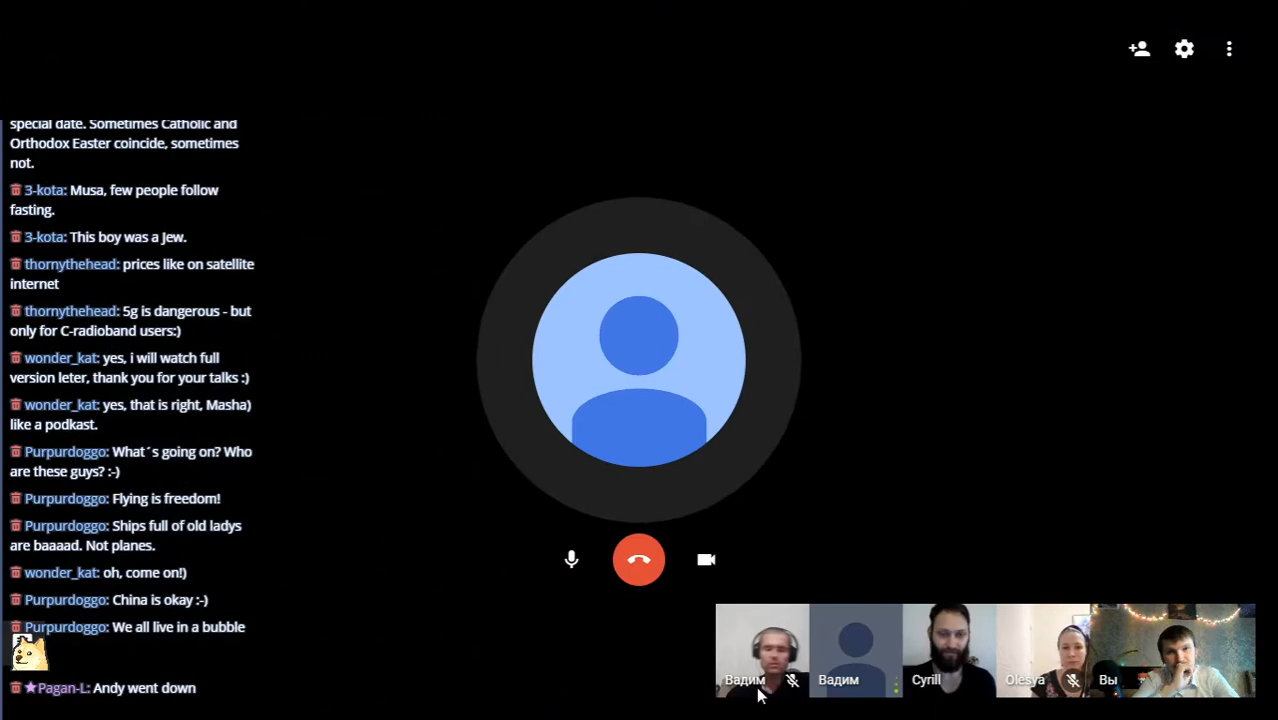 special date. Sometimes Catholic and
Orthodox Easter coincide, sometimes
not.
3-kota: Musa, few people follow
fasting.
3-kota: This boy was a Jew.
thornythehead: prices like on satellite
internet
thornythehead: 5g is dangerous - but
only for C-radioband users:)
wonder_kat: yes, i will watch full
version leter, thank you for your talks :)
wonder_kat: yes, that is right, Masha)
like a podkast.
Purpurdoggo: What´s going on? Who
are these guys? :-)
Purpurdoggo: Flying is freedom!
Purpurdoggo: Ships full of old ladys
are baaaad. Not planes.
wonder_kat: oh, come on!)
Purpurdoggo: China is okay :-)
Purpurdoggo: We all live in a bubble
Pagan-L: Andy went down
Вадим
Вадим
Cyrill
Olesya
Вы